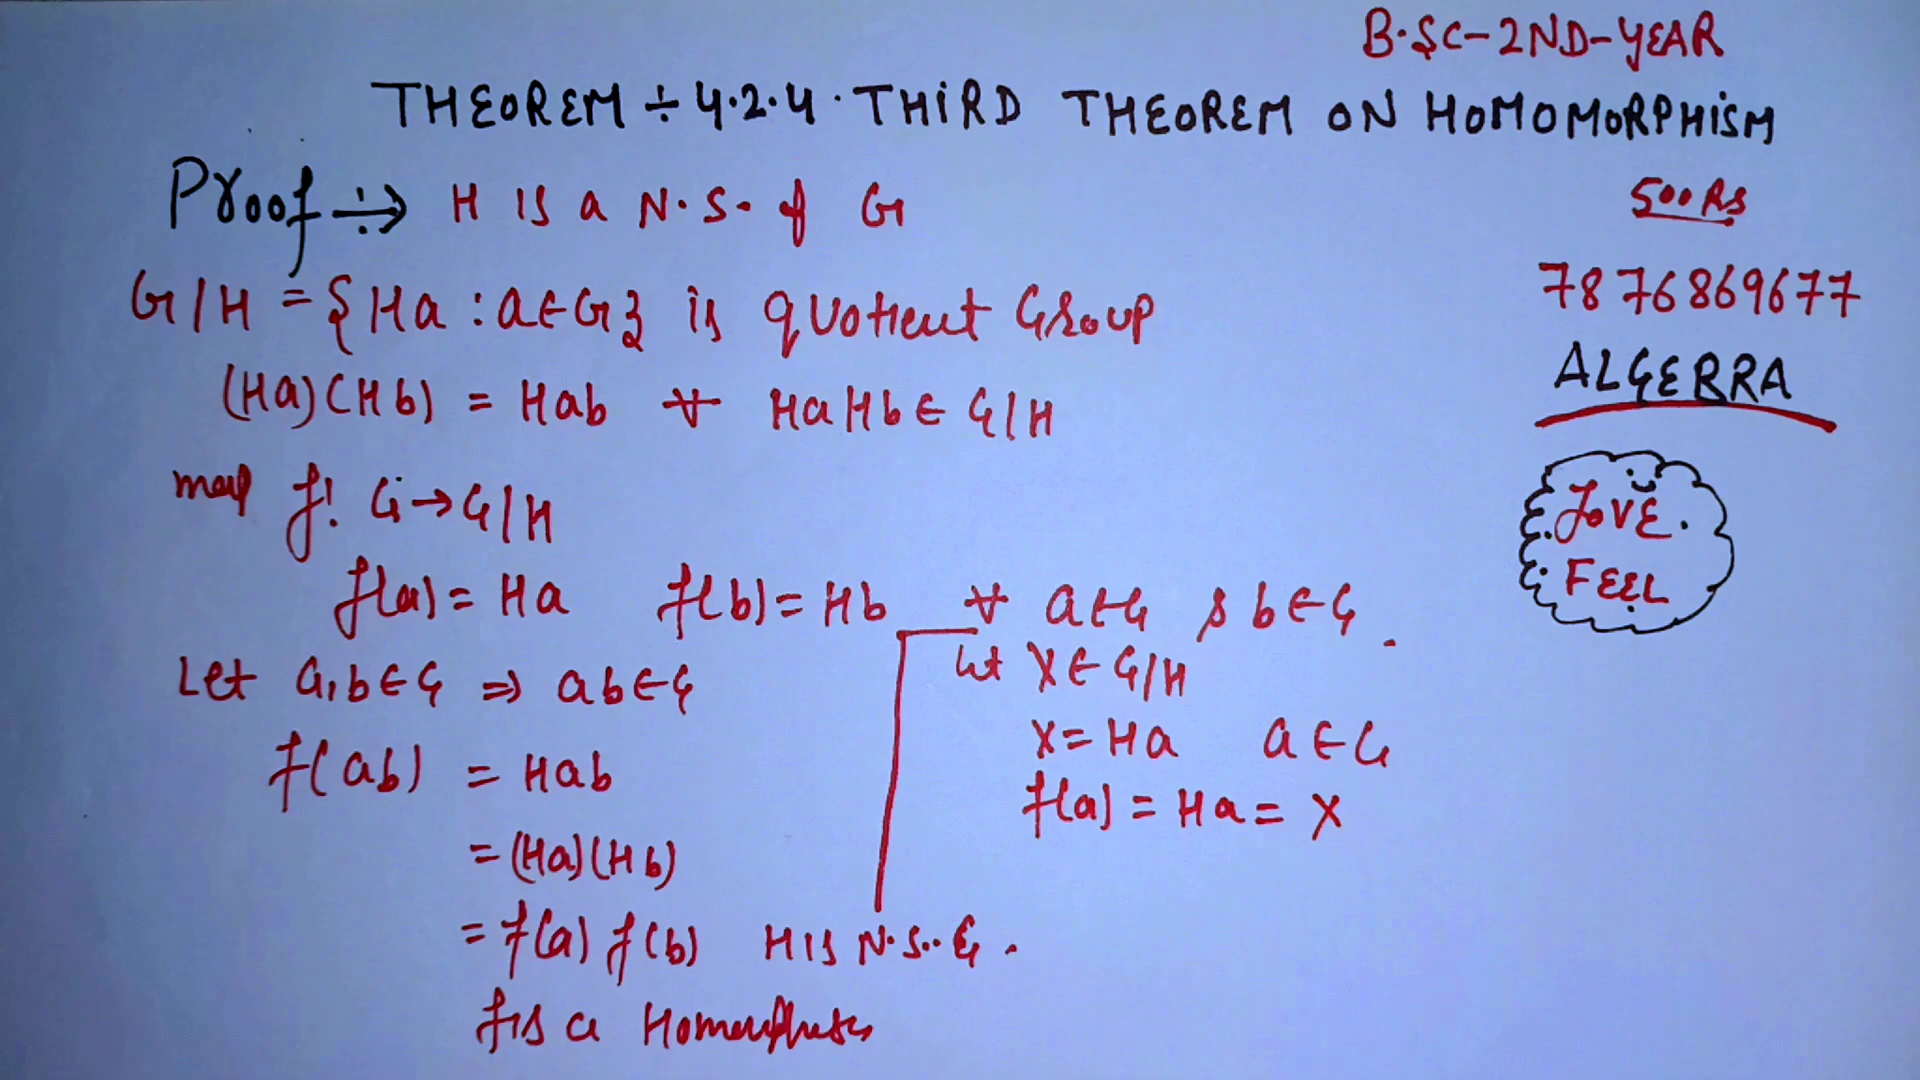 B.SC-2ND-YEAR
THEOREM ÷ 4.2.4. THIRD THEOREM ON HOMOMORPHISM
Proof ÷> H IS a N.S. of G
500 Rs
G/H = {Ha : a∈G} is quotient Group
7876869677
(Ha)(Hb) = Hab ∀ Ha Hb ∈ G/H
ALGEBRA
map f: G→G/H
LOVE.
FEEL
f(a) = Ha f(b) = Hb ∀ a∈G & b∈G.
Let a,b∈G ⇒ ab∈G
f(ab) = Hab
= (Ha)(Hb)
= f(a) f(b) H is N.S.. G.
f is a
let X∈G/H
X = Ha a∈G
f(a) = Ha = X